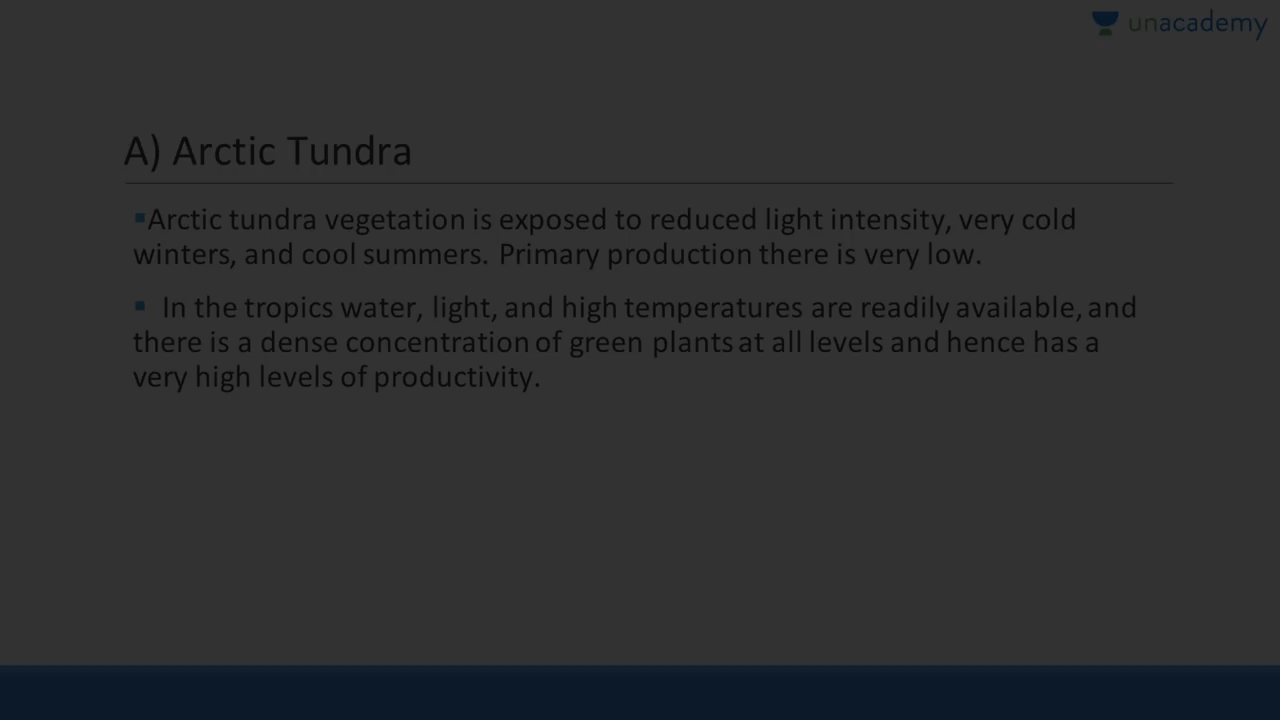 unacademy
A) Arctic Tundra
▪Arctic tundra vegetation is exposed to reduced light intensity, very cold
winters, and cool summers. Primary production there is very low.
▪ In the tropics water, light, and high temperatures are readily available, and
there is a dense concentration of green plants at all levels and hence has a
very high levels of productivity.